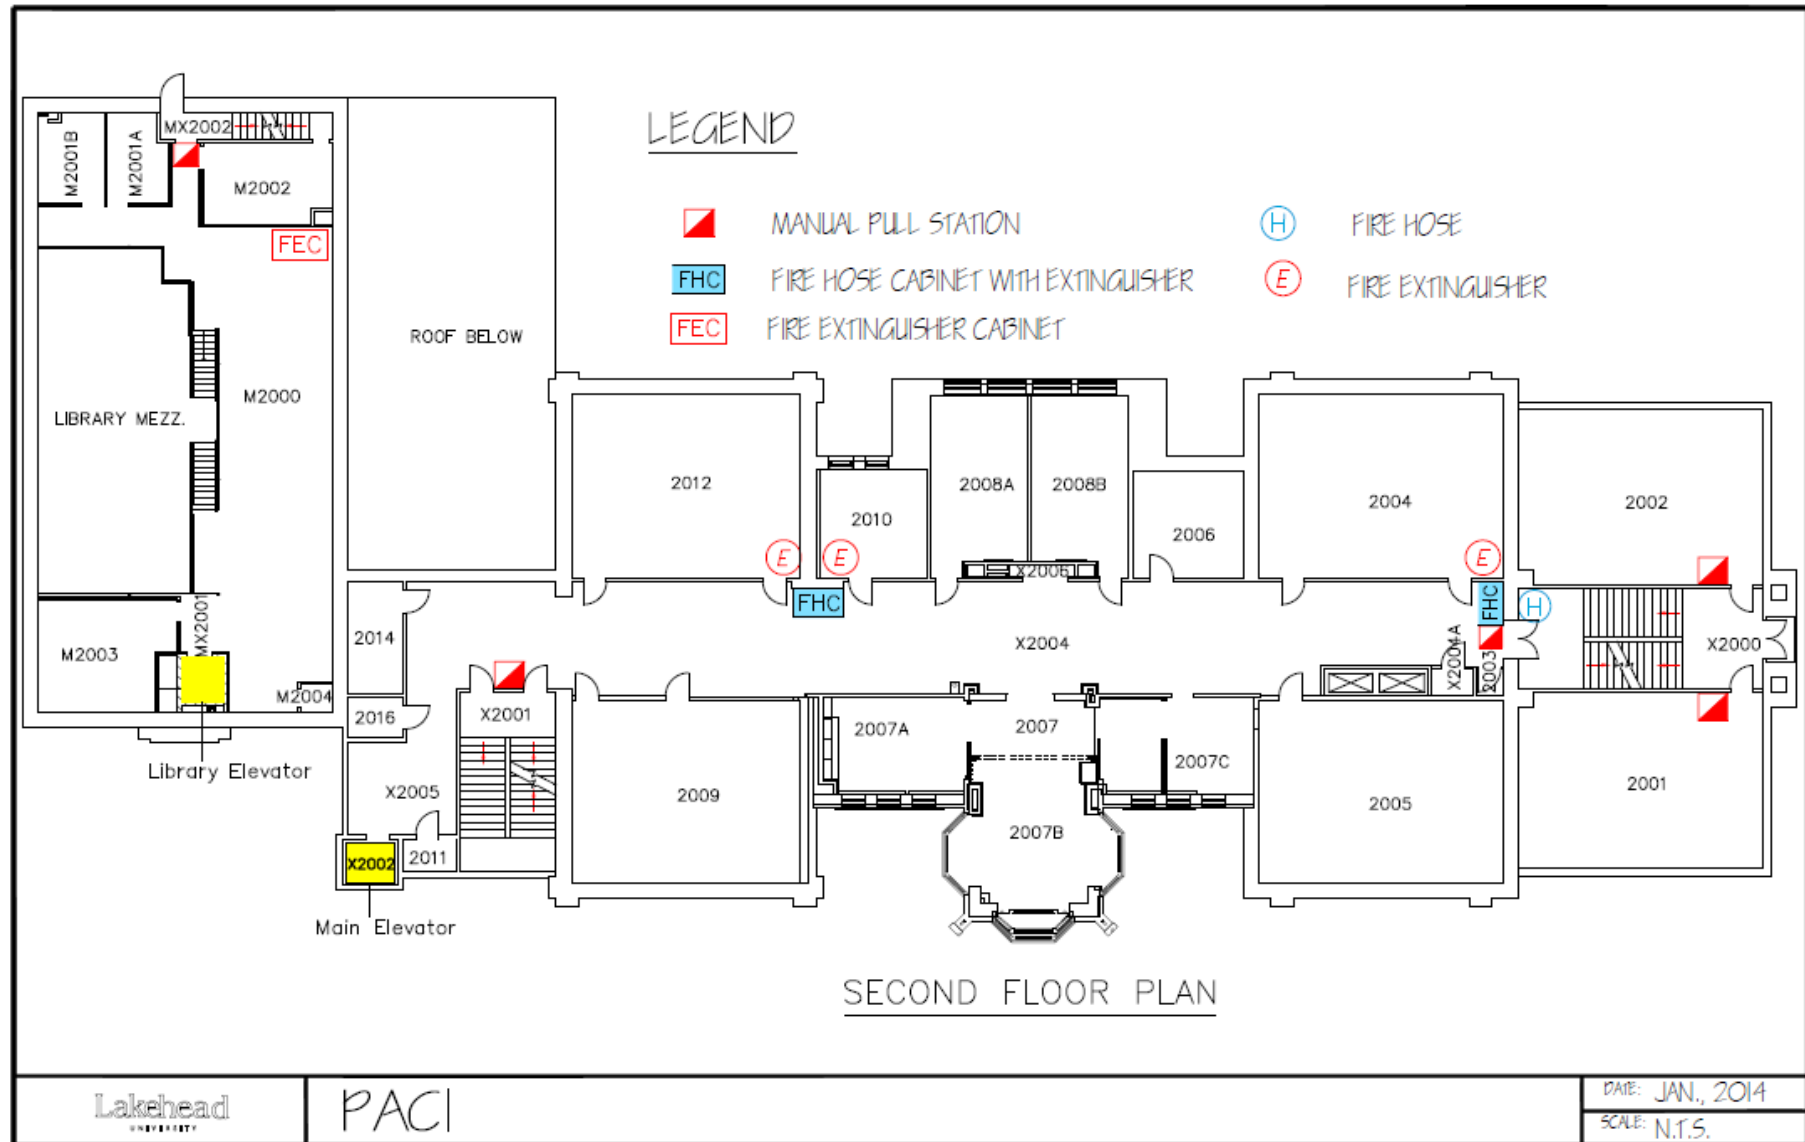 LEGEND
MANUAL PULL STATION
FHC FIRE HOSE CABINET WITH EXTINGUISHER
FEC FIRE EXTINGUISHER CABINET
H FIRE HOSE
E FIRE EXTINGUISHER
M2001B
M2001A
MX2002
M2002
FEC
ROOF BELOW
M2000
LIBRARY MEZZ.
MX2001
M2003
M2004
Library Elevator
2012
E
E
2010
2008A
2008B
X2006
2006
2004
E
2002
FHC
FHC
H
2014
X2004
X2004A
2003
X2000
2016
X2001
2007A
2007
2007C
X2005
2009
2007B
2005
2001
X2002
2011
Main Elevator
SECOND FLOOR PLAN
Lakehead
UNIVERSITY
PACI
DATE: JAN., 2014
SCALE: N.T.S.